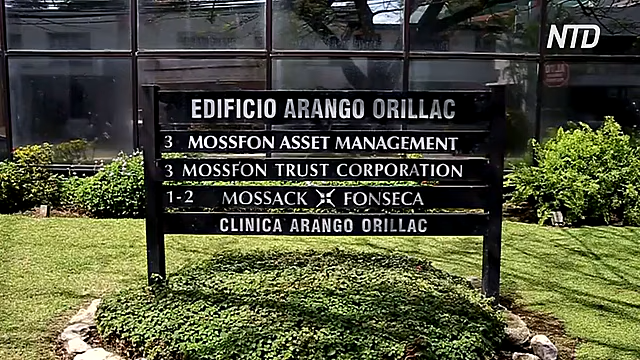 NTD
EDIFICIO ARANGO ORILLAC
3 MOSSFON ASSET MANAGEMENT
3 MOSSFON TRUST CORPORATION
1-2 MOSSACK FONSECA
CLINICA ARANGO ORILLAC